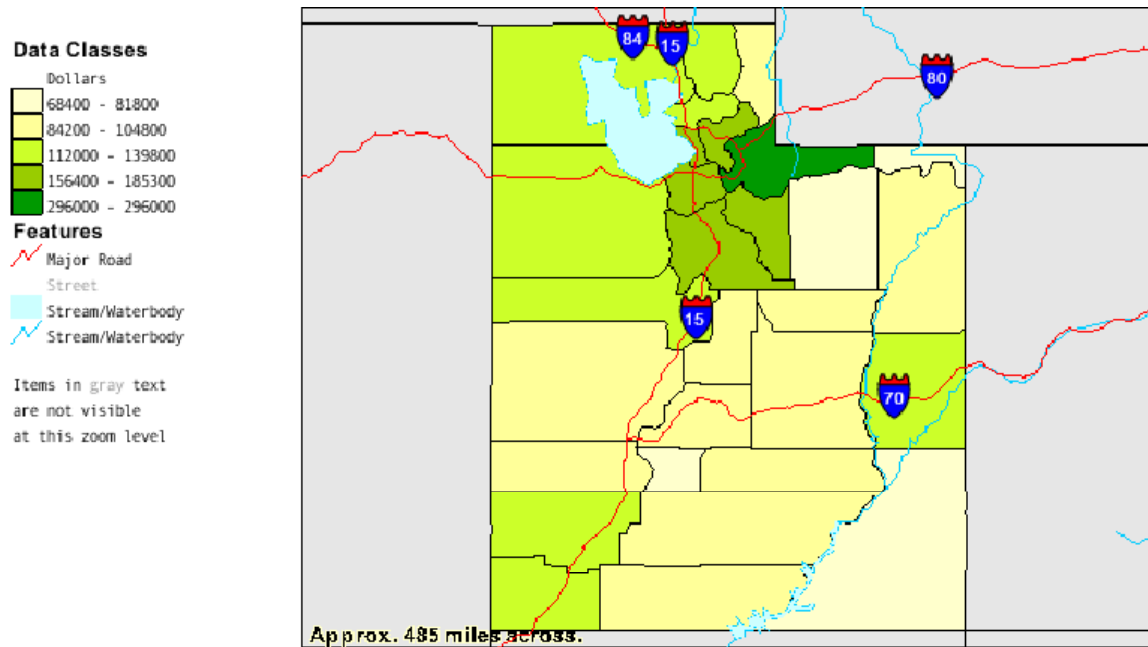 Data Classes
Dollars
68400 - 81800
84200 - 104800
112000 - 139800
156400 - 185300
296000 - 296000
Features
Major Road
Street
Stream/Waterbody
Stream/Waterbody
Items in gray text
are not visible
at this zoom level
84
15
80
15
70
Approx. 485 miles across.